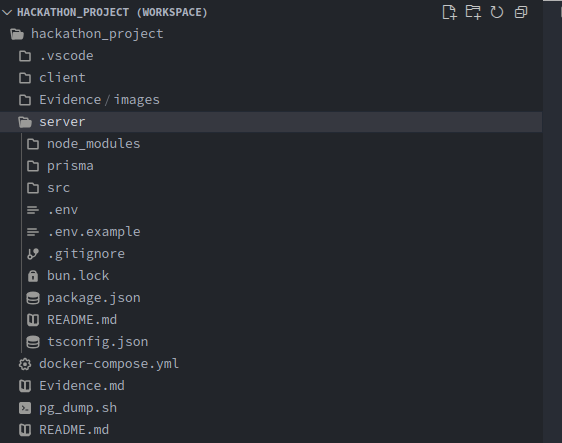 HACKATHON_PROJECT (WORKSPACE)
hackathon_project
.vscode
client
Evidence / images
server
node_modules
prisma
src
.env
.env.example
.gitignore
bun.lock
package.json
README.md
tsconfig.json
docker-compose.yml
Evidence.md
pg_dump.sh
README.md